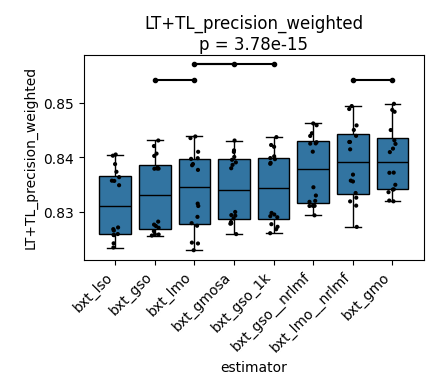 LT+TL_precision_weighted
p = 3.78e-15
LT+TL_precision_weighted
0.85
0.84
0.83
bxt_lso
bxt_gso
bxt_lmo
bxt_gmosa
bxt_gso_1k
bxt_gso__nrlmf
bxt_lmo__nrlmf
bxt_gmo
estimator